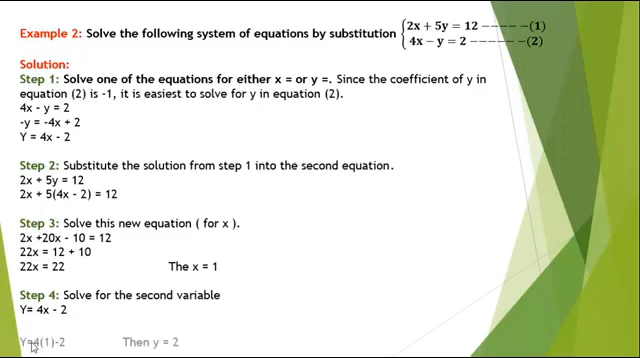 Example 2: Solve the following system of equations by substitution {2x + 5y = 12 − − − − −(1)
4x − y = 2 − − − − − −(2)
Solution:
Step 1: Solve one of the equations for either x = or y =. Since the coefficient of y in
equation (2) is -1, it is easiest to solve for y in equation (2).
4x - y = 2
-y = -4x + 2
Y = 4x - 2
Step 2: Substitute the solution from step 1 into the second equation.
2x + 5y = 12
2x + 5(4x - 2) = 12
Step 3: Solve this new equation ( for x ).
2x +20x - 10 = 12
22x = 12 + 10
22x = 22 The x = 1
Step 4: Solve for the second variable
Y= 4x - 2
Y=4(1)-2 Then y = 2